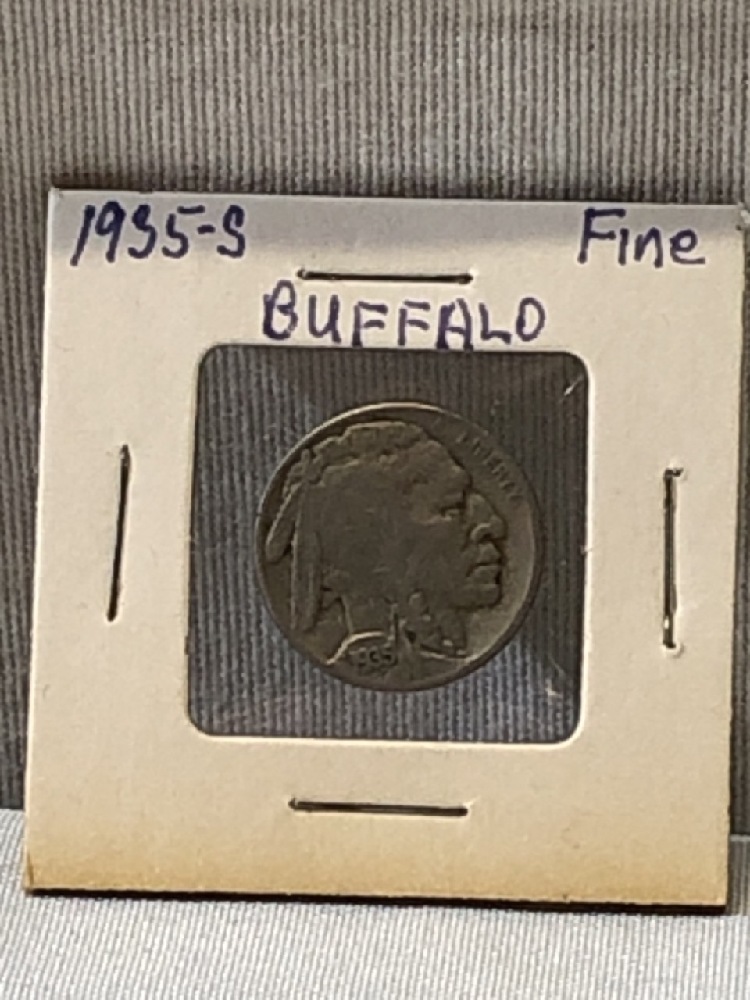 1935-S Fine
BUFFALO
LIBERTY
1935